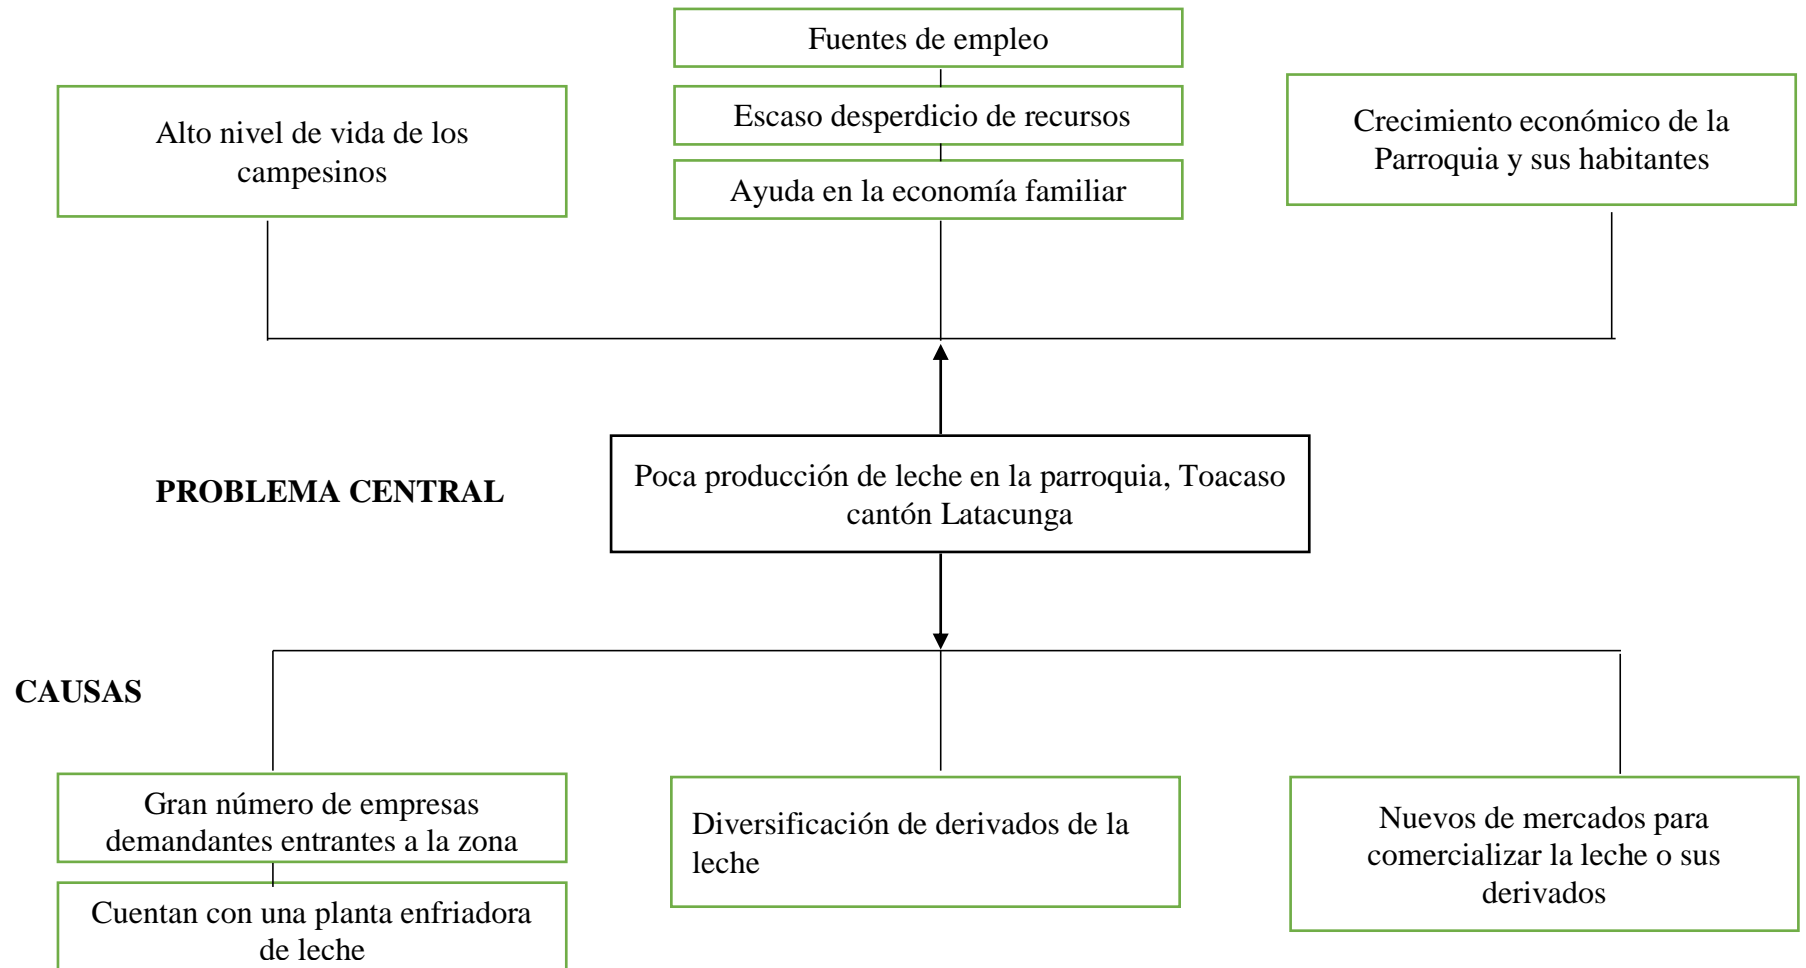 Fuentes de empleo
Alto nivel de vida de los
campesinos
Escaso desperdicio de recursos
Ayuda en la economía familiar
Crecimiento económico de la
Parroquia y sus habitantes
PROBLEMA CENTRAL
Poca producción de leche en la parroquia, Toacaso
cantón Latacunga
CAUSAS
Gran número de empresas
demandantes entrantes a la zona
Cuentan con una planta enfriadora
de leche
Diversificación de derivados de la
leche
Nuevos de mercados para
comercializar la leche o sus
derivados